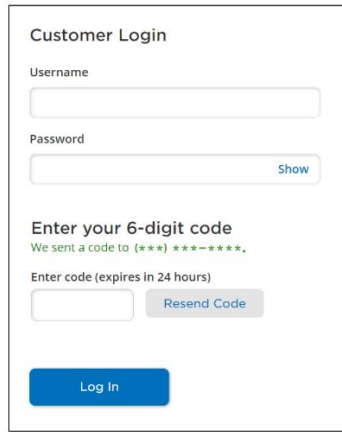 Customer Login
Username
Password
Show
Enter your 6-digit code
We sent a code to (***) ***-****.
Enter code (expires in 24 hours)
Resend Code
Log In